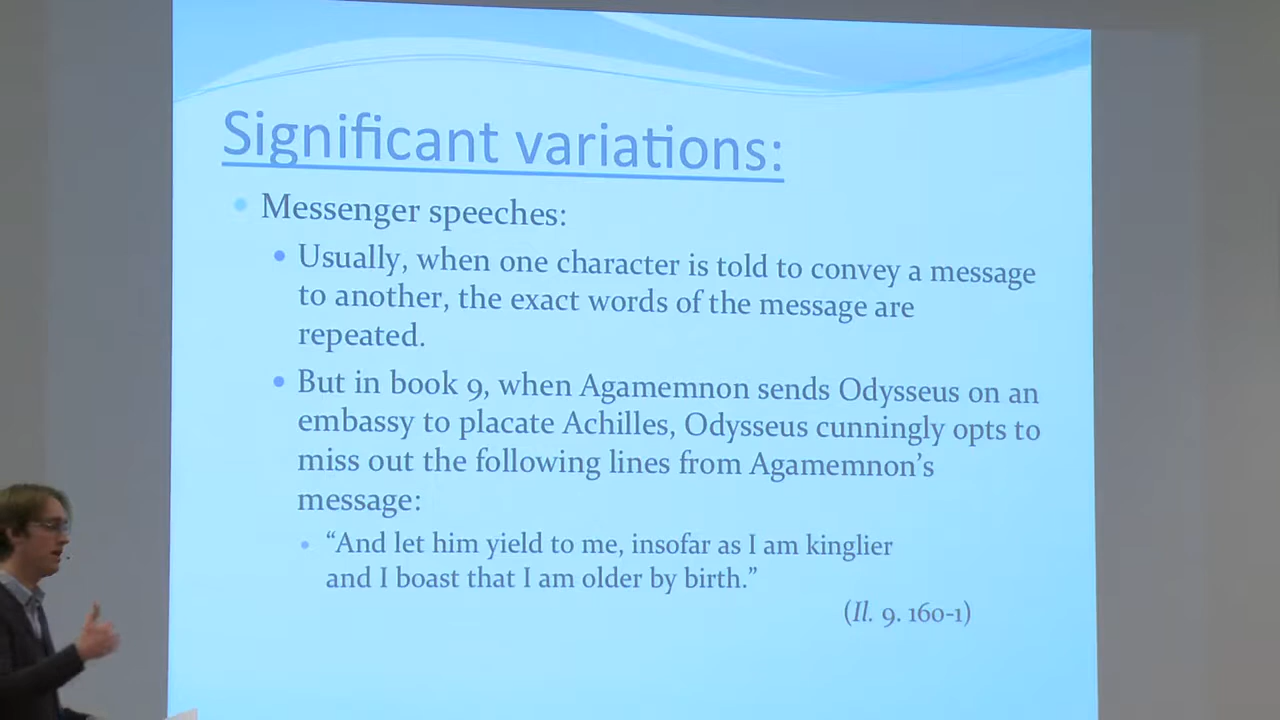 Significant variations:
Messenger speeches:
Usually, when one character is told to convey a message
to another, the exact words of the message are
repeated.
But in book 9, when Agamemnon sends Odysseus on an
embassy to placate Achilles, Odysseus cunningly opts to
miss out the following lines from Agamemnon’s
message:
“And let him yield to me, insofar as I am kinglier
and I boast that I am older by birth.”
(Il. 9. 160-1)